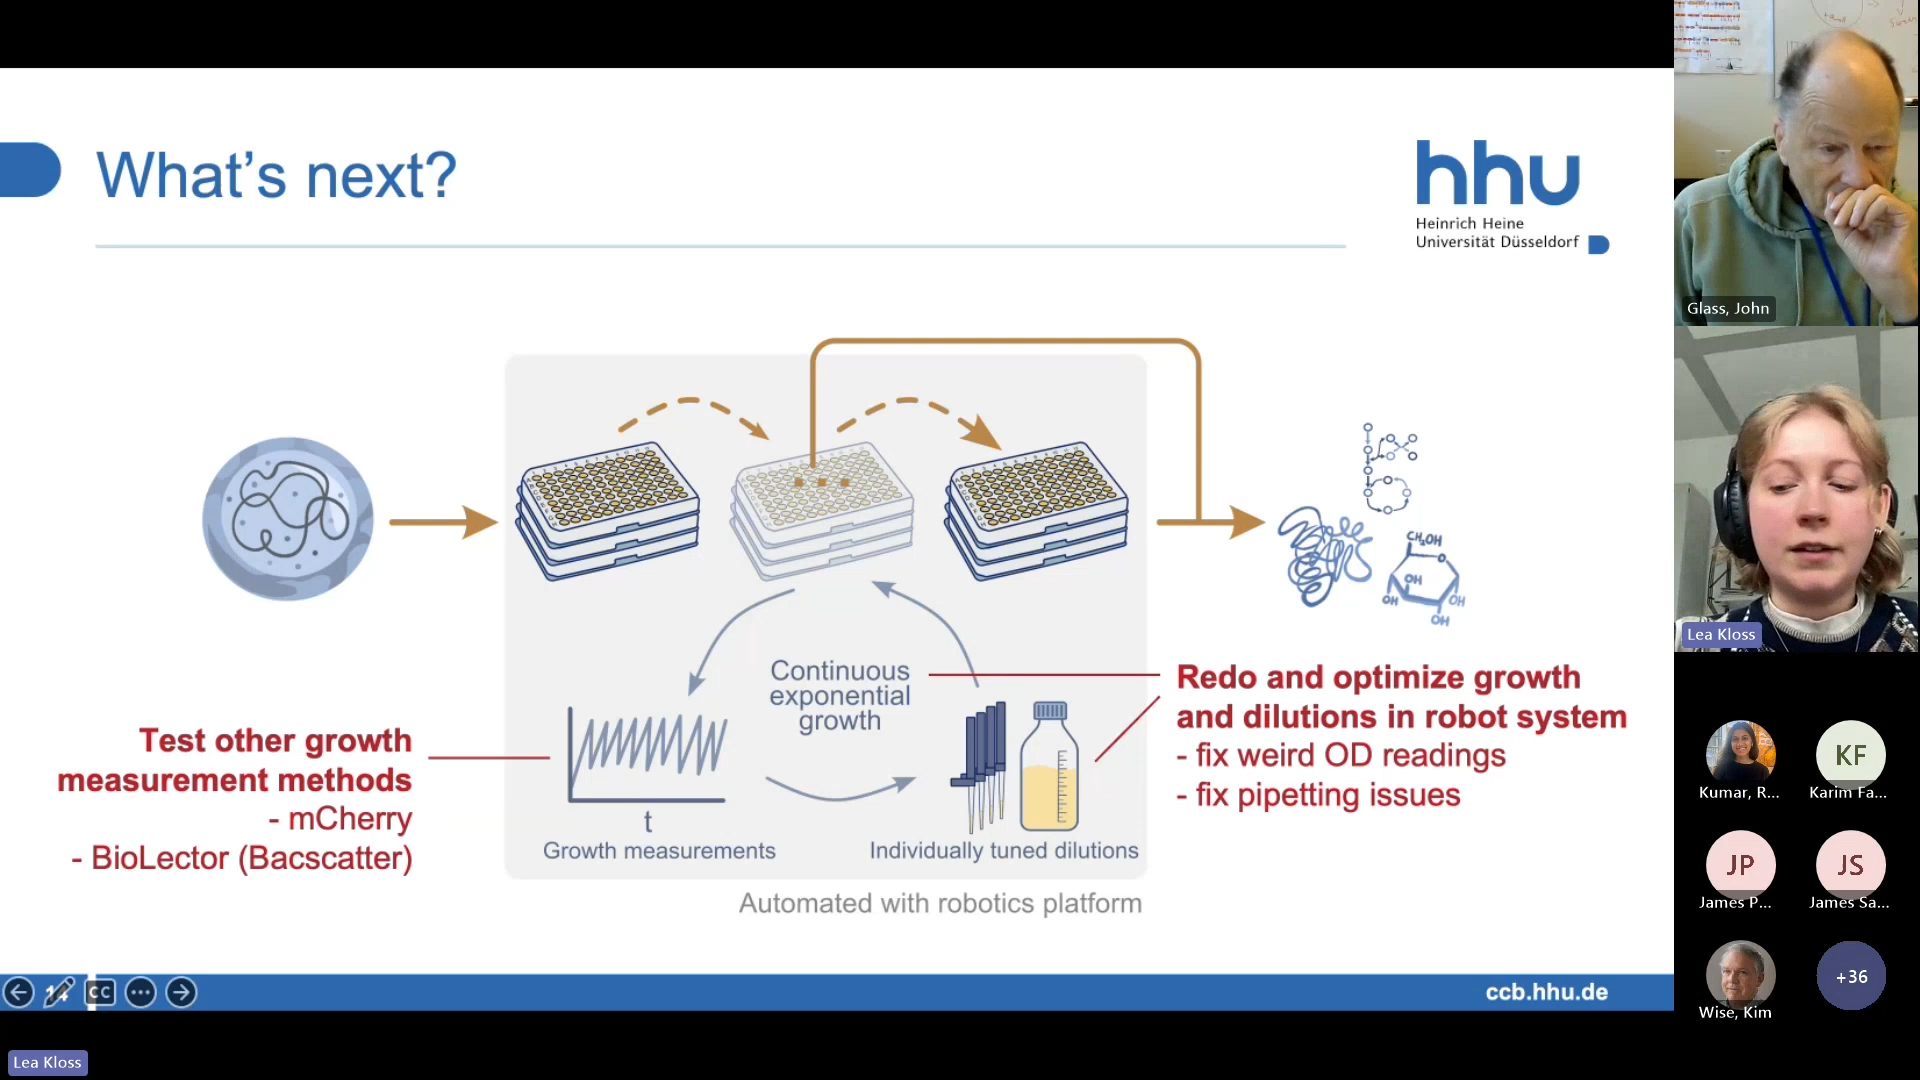 What's next?
hhu
Heinrich Heine
Universität Düsseldorf
CH₂OH
O
OH
OH
OH
OH
Continuous
exponential
growth
t
Growth measurements
Individually tuned dilutions
Automated with robotics platform
Test other growth
measurement methods
- mCherry
- BioLector (Bacscatter)
Redo and optimize growth
and dilutions in robot system
- fix weird OD readings
- fix pipetting issues
CC
ccb.hhu.de
Lea Kloss
Glass, John
Lea Kloss
KF
Kumar, R...
Karim Fa...
JP
JS
James P...
James Sa...
+36
Wise, Kim